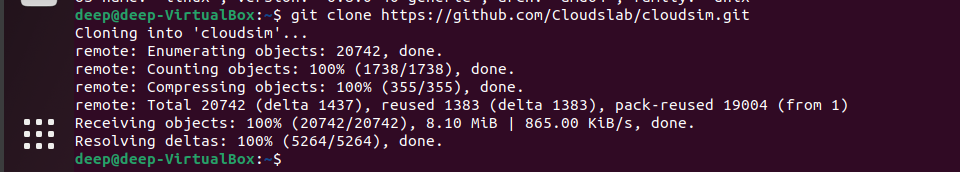 deep@deep-VirtualBox:~$ git clone https://github.com/Cloudslab/cloudsim.git
Cloning into 'cloudsim'...
remote: Enumerating objects: 20742, done.
remote: Counting objects: 100% (1738/1738), done.
remote: Compressing objects: 100% (355/355), done.
remote: Total 20742 (delta 1437), reused 1383 (delta 1383), pack-reused 19004 (from 1)
Receiving objects: 100% (20742/20742), 8.10 MiB | 865.00 KiB/s, done.
Resolving deltas: 100% (5264/5264), done.
deep@deep-VirtualBox:~$